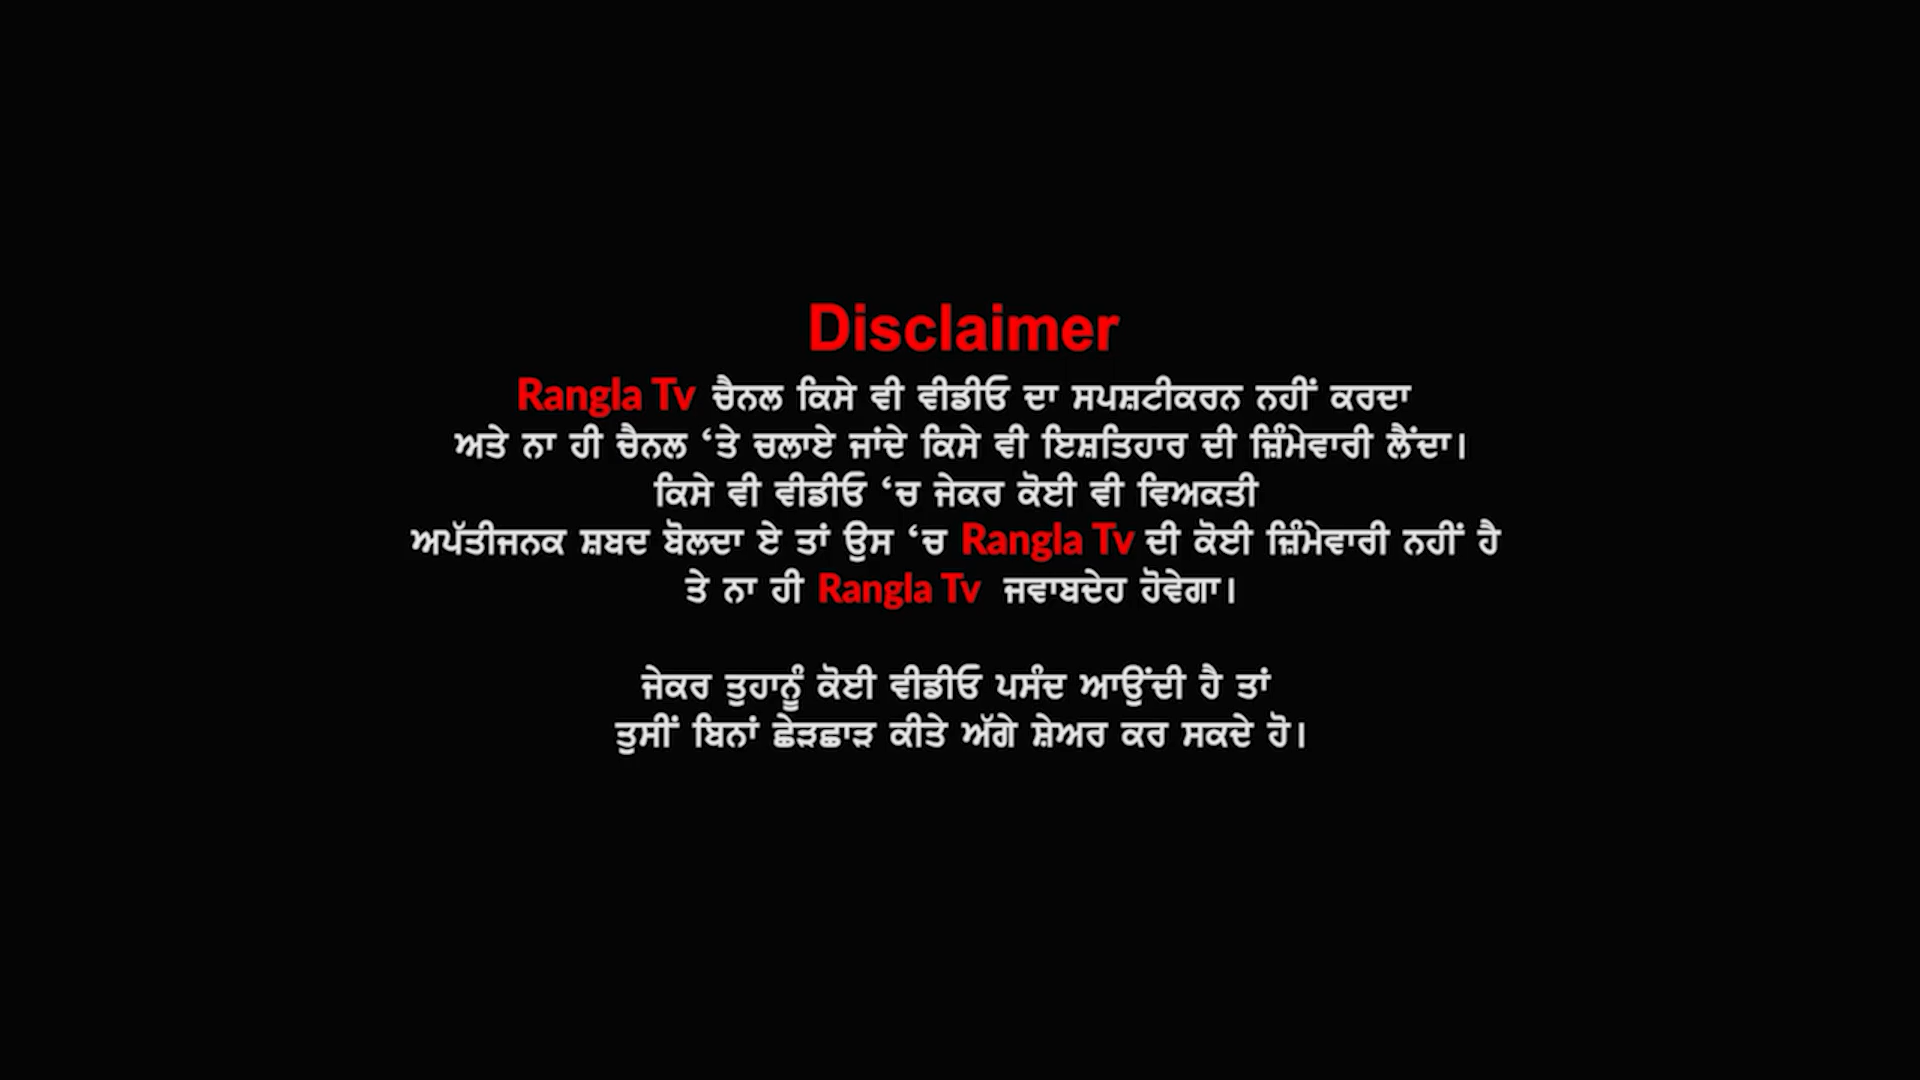 Disclaimer
Rangla Tv ਚੈਨਲ ਕਿਸੇ ਵੀ ਵੀਡੀਓ ਦਾ ਸਪਸ਼ਟੀਕਰਨ ਨਹੀਂ ਕਰਦਾ
ਅਤੇ ਨਾ ਹੀ ਚੈਨਲ ‘ਤੇ ਚਲਾਏ ਜਾਂਦੇ ਕਿਸੇ ਵੀ ਇਸ਼ਤਿਹਾਰ ਦੀ ਜ਼ਿੰਮੇਵਾਰੀ ਲੈਂਦਾ।
ਕਿਸੇ ਵੀ ਵੀਡੀਓ ‘ਚ ਜੇਕਰ ਕੋਈ ਵੀ ਵਿਅਕਤੀ
ਅਪੱਤੀਜਨਕ ਸ਼ਬਦ ਬੋਲਦਾ ਏ ਤਾਂ ਉਸ ‘ਚ Rangla Tv ਦੀ ਕੋਈ ਜ਼ਿੰਮੇਵਾਰੀ ਨਹੀਂ ਹੈ
ਤੇ ਨਾ ਹੀ Rangla Tv ਜਵਾਬਦੇਹ ਹੋਵੇਗਾ।
ਜੇਕਰ ਤੁਹਾਨੂੰ ਕੋਈ ਵੀਡੀਓ ਪਸੰਦ ਆਉਂਦੀ ਹੈ ਤਾਂ
ਤੁਸੀਂ ਬਿਨਾਂ ਛੇੜਛਾੜ ਕੀਤੇ ਅੱਗੇ ਸ਼ੇਅਰ ਕਰ ਸਕਦੇ ਹੋ।